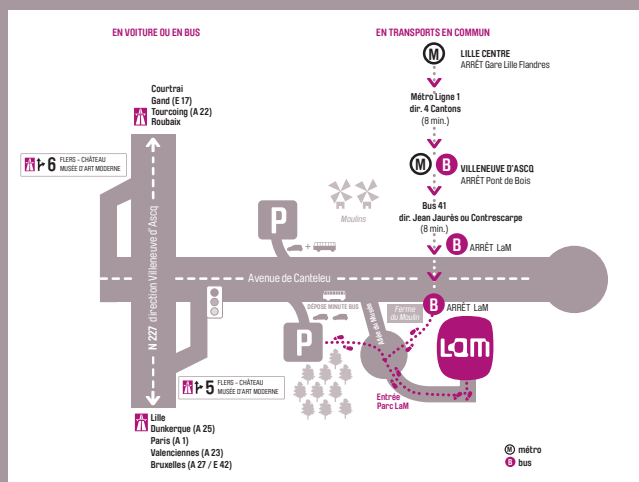 EN VOITURE OU EN BUS
EN TRANSPORTS EN COMMUN
M
LILLE CENTRE
ARRÊT Gare Lille Flandres
Métro Ligne 1
dir. 4 Cantons
(8 min.)
M
B
VILLENEUVE D'ASCQ
ARRÊT Pont de Bois
Bus 41
dir. Jean Jaurès ou Contrescarpe
(8 min.)
B
ARRÊT LaM
B
ARRÊT LaM
Courtrai
Gand (E 17)
Tourcoing (A 22)
Roubaix
6
FLERS - CHÂTEAU
MUSÉE D'ART MODERNE
N 227 direction Villeneuve d'Ascq
Moulins
P
+
Avenue de Canteleu
DÉPOSE MINUTE BUS
P
Allée du Musée
Ferme
du Moulin
Lam
Entrée
Parc LaM
5
FLERS - CHÂTEAU
MUSÉE D'ART MODERNE
Lille
Dunkerque (A 25)
Paris (A 1)
Valenciennes (A 23)
Bruxelles (A 27 / E 42)
M métro
B bus